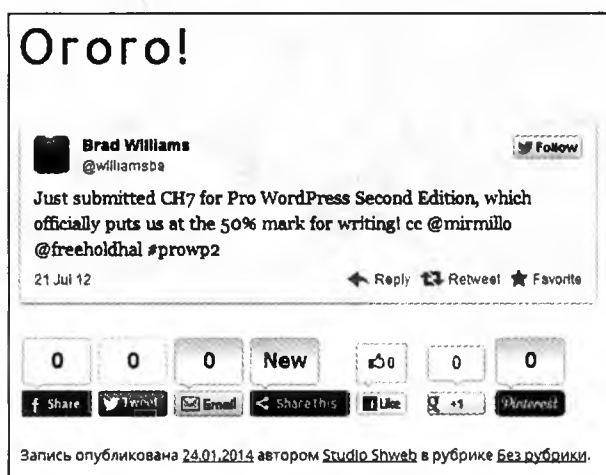 Огого!
Brad Williams
@williamsba
Follow
Just submitted CH7 for Pro WordPress Second Edition, which
officially puts us at the 50% mark for writing! cc @mirmillo
@freeholdhal #prowp2
21 Jul 12
Reply Retweet Favorite
0 0 0 New 0 0 0
f Share Tweet Email ShareThis Like +1 Pinterest
Запись опубликована 24.01.2014 автором Studio Shweb в рубрике Без рубрики.